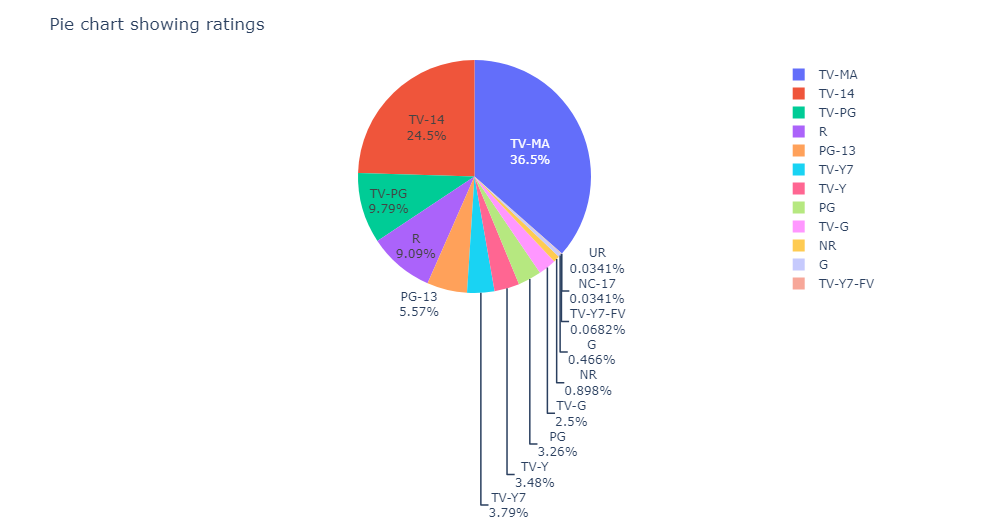 Pie chart showing ratings
TV-MA
36.5%
TV-14
24.5%
TV-PG
9.79%
R
9.09%
PG-13
5.57%
UR
0.0341%
NC-17
0.0341%
TV-Y7-FV
0.0682%
G
0.466%
NR
0.898%
TV-G
2.5%
PG
3.26%
TV-Y
3.48%
TV-Y7
3.79%
TV-MA
TV-14
TV-PG
R
PG-13
TV-Y7
TV-Y
PG
TV-G
NR
G
TV-Y7-FV